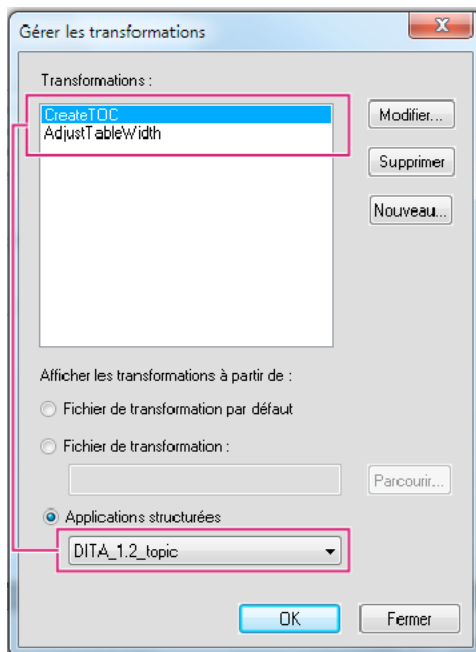 Gérer les transformations
X
Transformations :
CreateTOC
AdjustTableWidth
Modifier...
Supprimer
Nouveau...
Afficher les transformations à partir de :
Fichier de transformation par défaut
Fichier de transformation :
Parcourir...
Applications structurées
DITA_1.2_topic
OK
Fermer